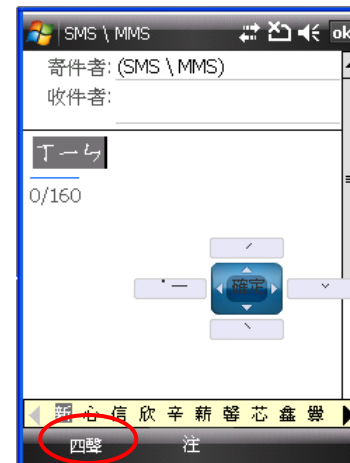 SMS \ MMS ok
寄件者: (SMS \ MMS)
收件者:
ㄒㄧㄣ
0/160
ˊ
˙ ˉ 確定 ˇ
ˋ
新 心 信 欣 辛 薪 馨 芯 鑫 釁
四聲 注